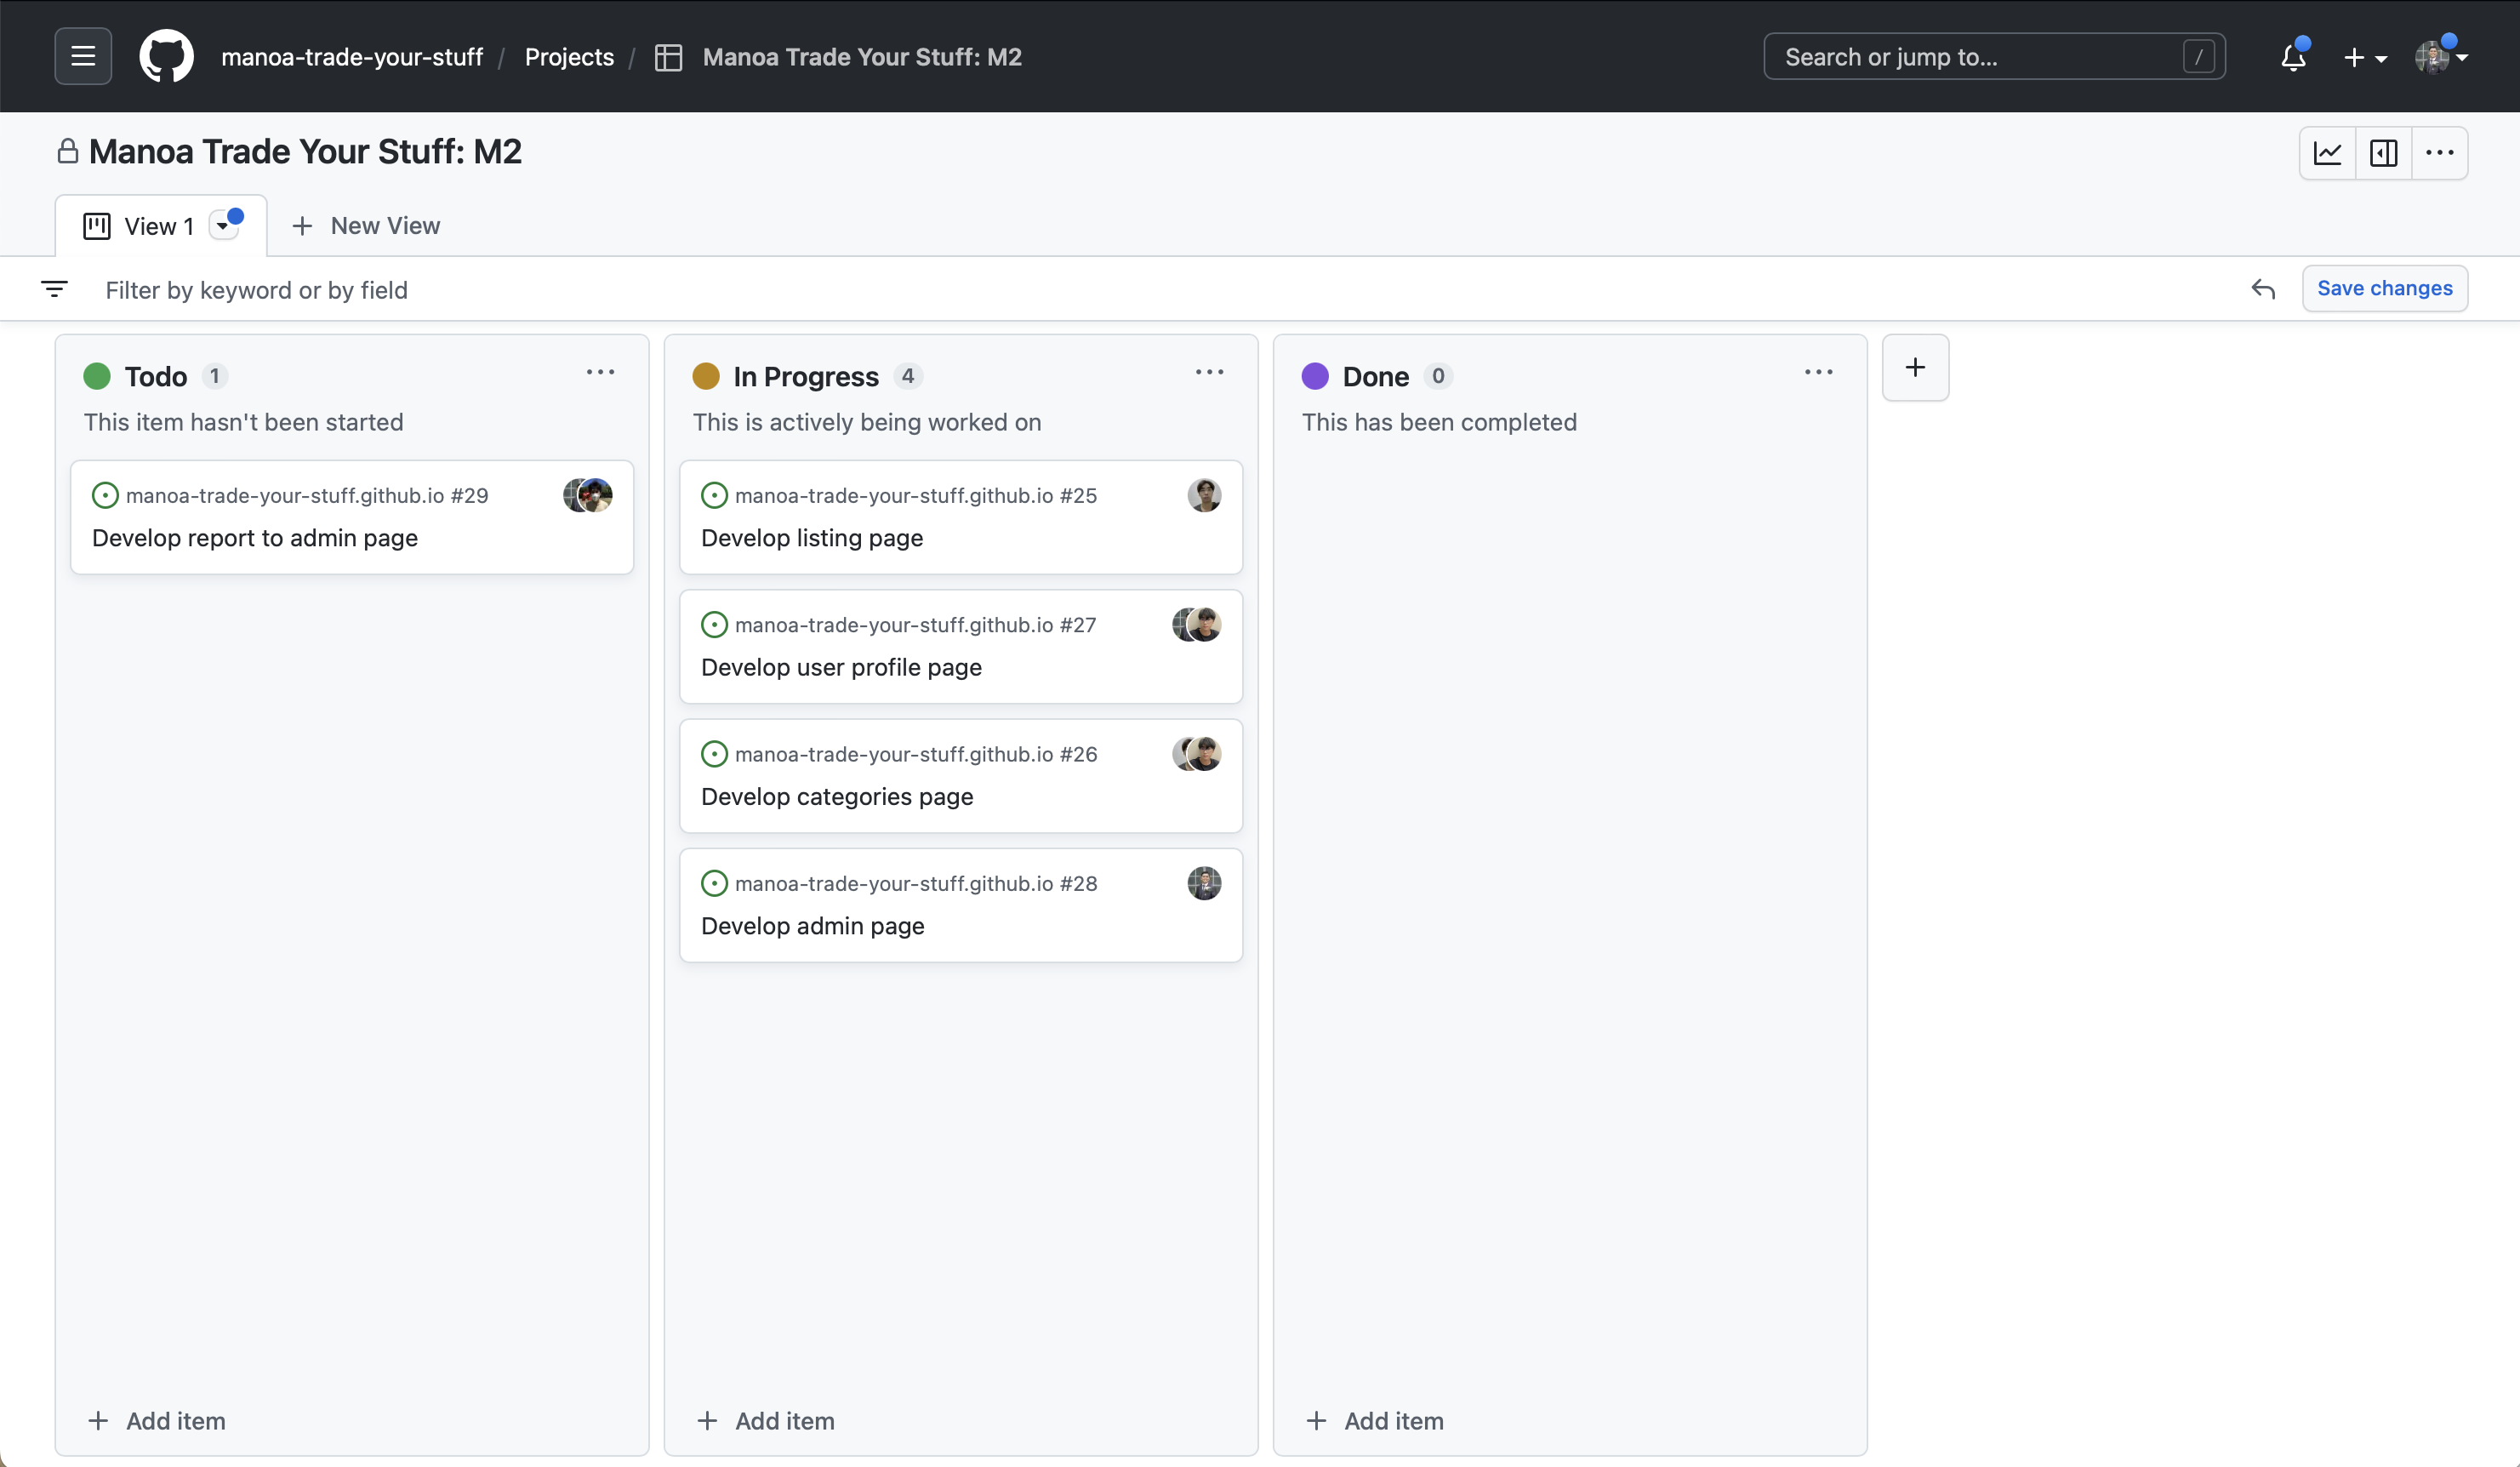 manoa-trade-your-stuff / Projects / Manoa Trade Your Stuff: M2
Search or jump to... /
Manoa Trade Your Stuff: M2
View 1
New View
Filter by keyword or by field
Save changes
Todo 1
This item hasn't been started
manoa-trade-your-stuff.github.io #29
Develop report to admin page
Add item
In Progress 4
This is actively being worked on
manoa-trade-your-stuff.github.io #25
Develop listing page
manoa-trade-your-stuff.github.io #27
Develop user profile page
manoa-trade-your-stuff.github.io #26
Develop categories page
manoa-trade-your-stuff.github.io #28
Develop admin page
Add item
Done 0
This has been completed
Add item